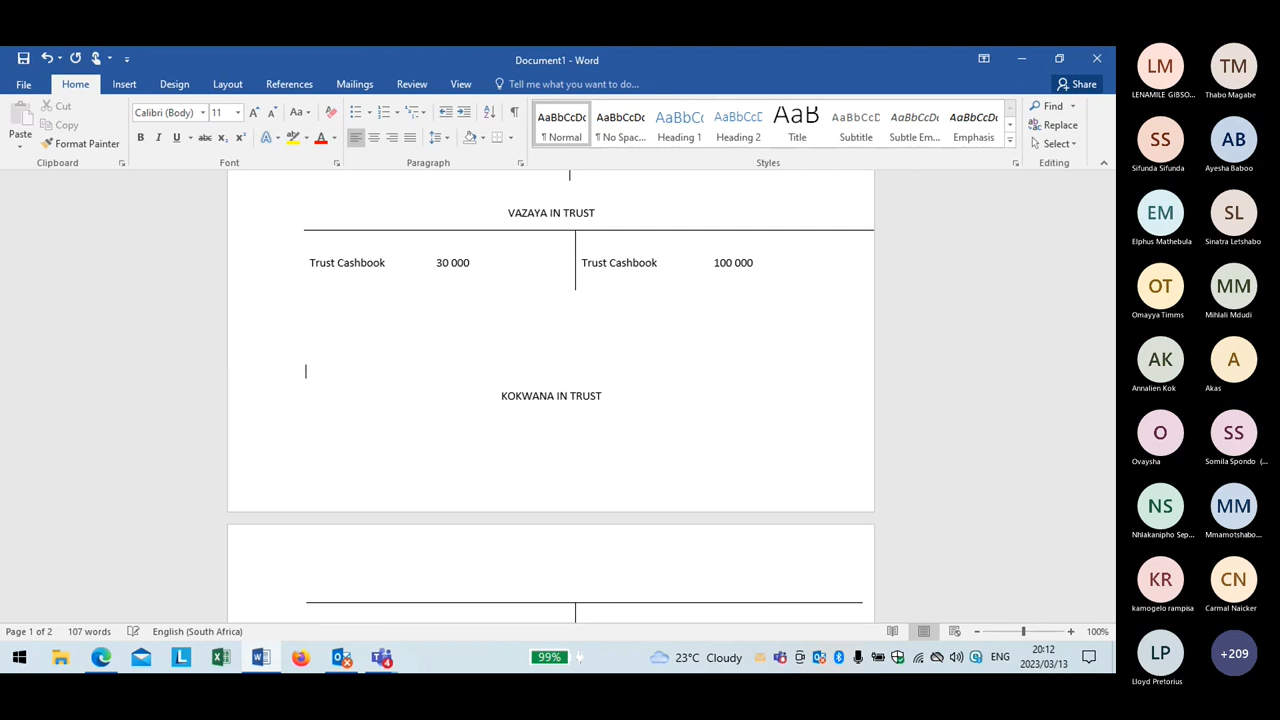 Document1 - Word
File Home Insert Design Layout References Mailings Review View Tell me what you want to do... Share
Paste
Cut
Copy
Format Painter
Calibri (Body) 11
AaBbCcDc AaBbCcDc AaBbCc AaBbCcC AaB AaBbCcD AaBbCcDc AaBbCcDc
¶ Normal ¶ No Spac... Heading 1 Heading 2 Title Subtitle Subtle Em... Emphasis
Find
Replace
Select
Clipboard Font Paragraph Styles Editing
VAZAYA IN TRUST
Trust Cashbook 30 000 Trust Cashbook 100 000
KOKWANA IN TRUST
Page 1 of 2 107 words English (South Africa) 100%
99% 23°C Cloudy ENG 20:12
2023/03/13
LM TM
LENAMILE GIBSO... Thabo Magabe
SS AB
Sifunda Sifunda Ayesha Baboo
EM SL
Elphus Mathebula Sinatra Letshabo
OT MM
Omayya Timms Mihlali Mdudi
AK A
Annalien Kok Akas
O SS
Ovaysha Somila Spondo (...
NS MM
Nhlakanipho Sep... Mmamotshabo...
KR CN
kamogelo rampisa Carmal Naicker
LP +209
Lloyd Pretorius